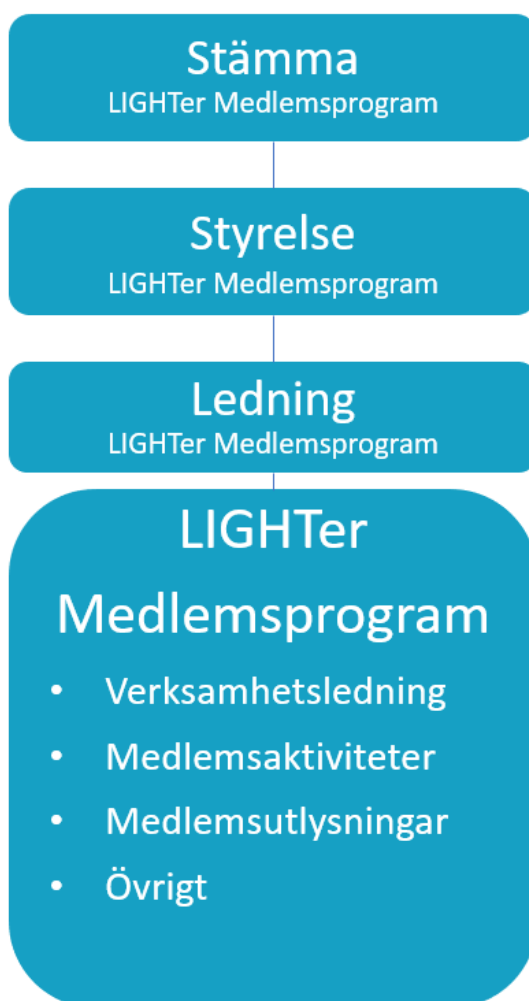 Stämma
LIGHTer Medlemsprogram
Styrelse
LIGHTer Medlemsprogram
Ledning
LIGHTer Medlemsprogram
LIGHTer
Medlemsprogram
• Verksamhetsledning
• Medlemsaktiviteter
• Medlemsutlysningar
• Övrigt